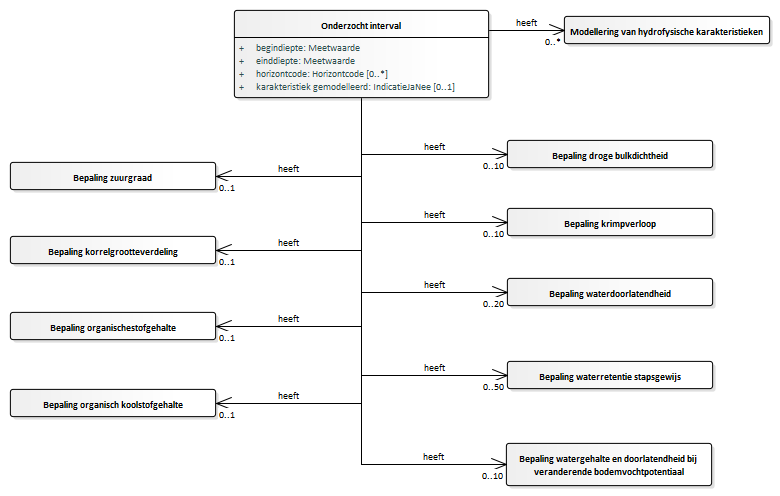 Onderzocht interval
+ begindiepte: Meetwaarde
+ einddiepte: Meetwaarde
+ horizontcode: Horizontcode [0..*]
+ karakteristiek gemodelleerd: IndicatieJaNee [0..1]
heeft
0..*
Modellering van hydrofysische karakteristieken
heeft
0..10
Bepaling droge bulkdichtheid
heeft
0..1
Bepaling zuurgraad
heeft
0..10
Bepaling krimpverloop
heeft
0..1
Bepaling korrelgrootteverdeling
heeft
0..20
Bepaling waterdoorlatendheid
heeft
0..1
Bepaling organischestofgehalte
heeft
0..50
Bepaling waterretentie stapsgewijs
heeft
0..1
Bepaling organisch koolstofgehalte
heeft
0..10
Bepaling watergehalte en doorlatendheid bij
veranderende bodemvochtpotentiaal